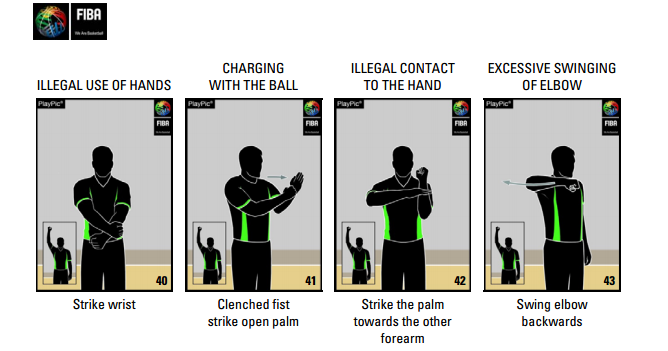 FIBA
We Are Basketball
ILLEGAL USE OF HANDS
CHARGING
WITH THE BALL
ILLEGAL CONTACT
TO THE HAND
EXCESSIVE SWINGING
OF ELBOW
PlayPic®
FIBA
40
PlayPic®
FIBA
41
PlayPic®
FIBA
42
PlayPic®
FIBA
43
Strike wrist
Clenched fist
strike open palm
Strike the palm
towards the other
forearm
Swing elbow
backwards